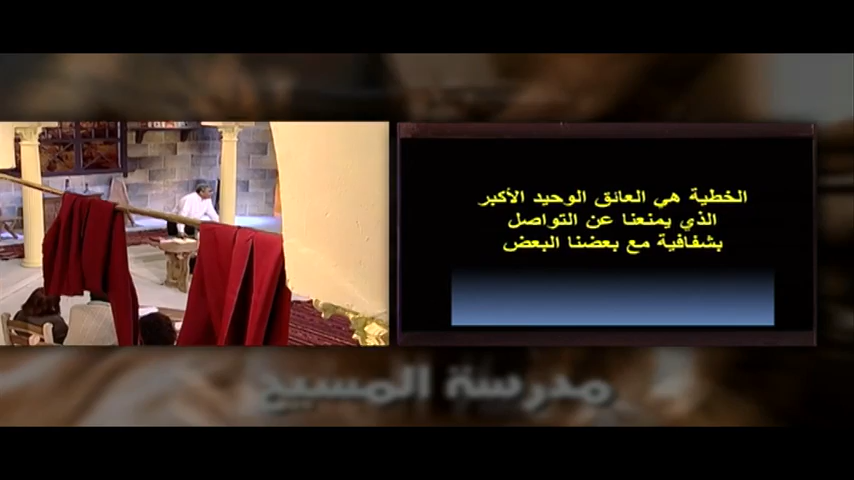 الخطية هي العائق الوحيد الأكبر
الذي يمنعنا عن التواصل
بشفافية مع بعضنا البعض
مدرسة المسيح